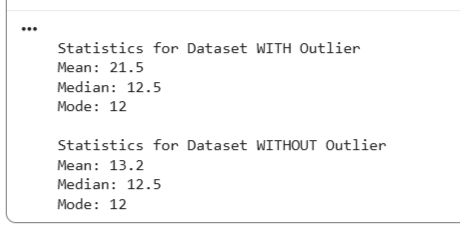 •••
Statistics for Dataset WITH Outlier
Mean: 21.5
Median: 12.5
Mode: 12
Statistics for Dataset WITHOUT Outlier
Mean: 13.2
Median: 12.5
Mode: 12